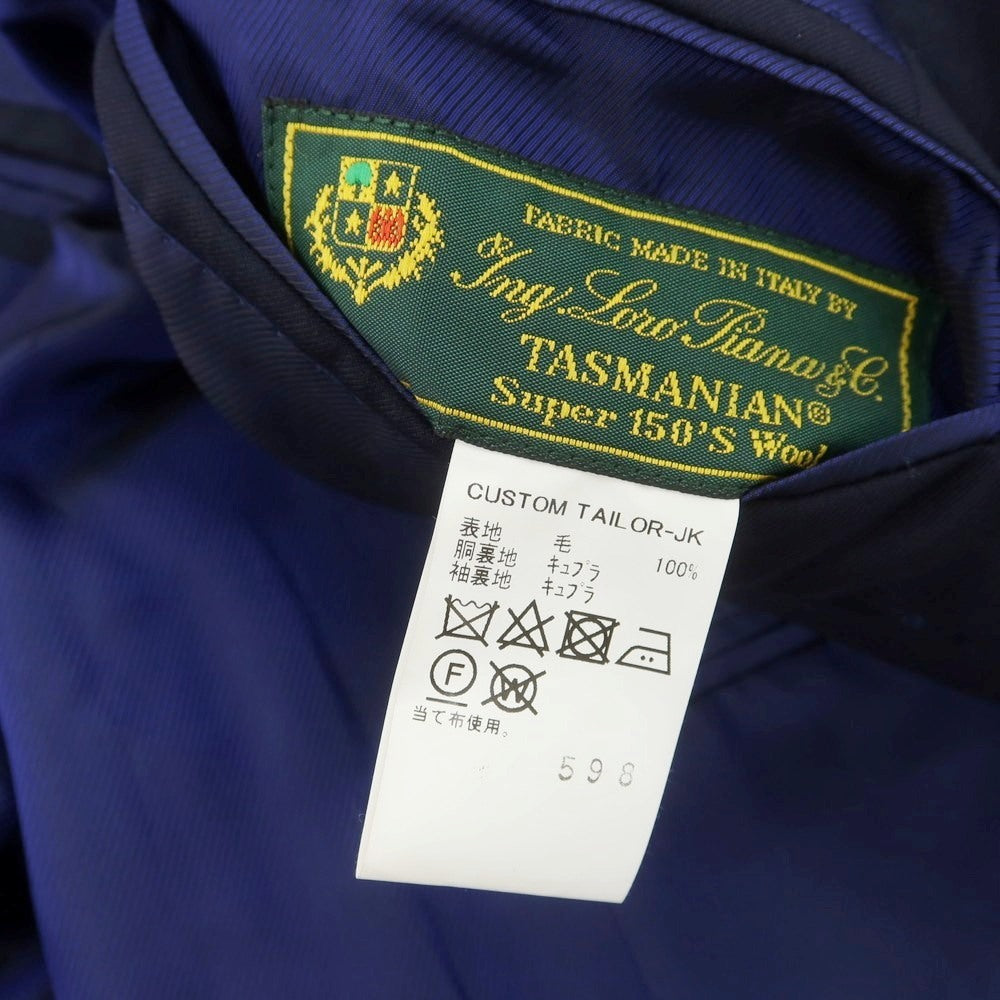 FABRIC MADE IN ITALY BY
Ing. Loro Piana & C.
TASMANIAN®
Super 150'S Wool
CUSTOM TAILOR-JK
表地 毛 100%
胴裏地 キュプラ
袖裏地 キュプラ
F
W
当て布使用。
598